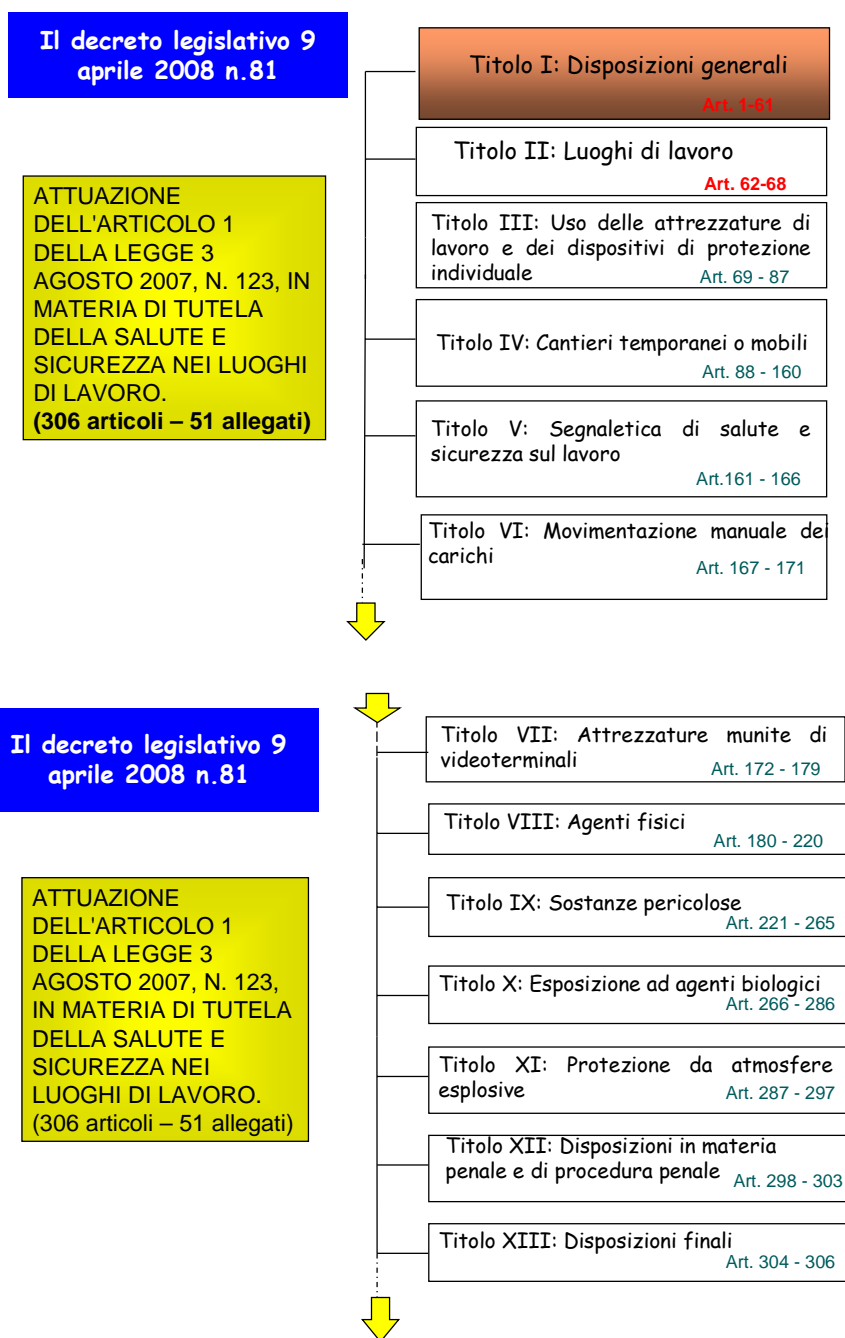 Il decreto legislativo 9
aprile 2008 n.81
ATTUAZIONE
DELL'ARTICOLO 1
DELLA LEGGE 3
AGOSTO 2007, N. 123, IN
MATERIA DI TUTELA
DELLA SALUTE E
SICUREZZA NEI LUOGHI
DI LAVORO.
(306 articoli – 51 allegati)
Titolo I: Disposizioni generali
Art. 1-61
Titolo II: Luoghi di lavoro
Art. 62-68
Titolo III: Uso delle attrezzature di
lavoro e dei dispositivi di protezione
individuale
Art. 69 - 87
Titolo IV: Cantieri temporanei o mobili
Art. 88 - 160
Titolo V: Segnaletica di salute e
sicurezza sul lavoro
Art.161 - 166
Titolo VI: Movimentazione manuale dei
carichi
Art. 167 - 171
Il decreto legislativo 9
aprile 2008 n.81
ATTUAZIONE
DELL'ARTICOLO 1
DELLA LEGGE 3
AGOSTO 2007, N. 123,
IN MATERIA DI TUTELA
DELLA SALUTE E
SICUREZZA NEI
LUOGHI DI LAVORO.
(306 articoli – 51 allegati)
Titolo VII: Attrezzature munite di
videoterminali
Art. 172 - 179
Titolo VIII: Agenti fisici
Art. 180 - 220
Titolo IX: Sostanze pericolose
Art. 221 - 265
Titolo X: Esposizione ad agenti biologici
Art. 266 - 286
Titolo XI: Protezione da atmosfere
esplosive
Art. 287 - 297
Titolo XII: Disposizioni in materia
penale e di procedura penale
Art. 298 - 303
Titolo XIII: Disposizioni finali
Art. 304 - 306